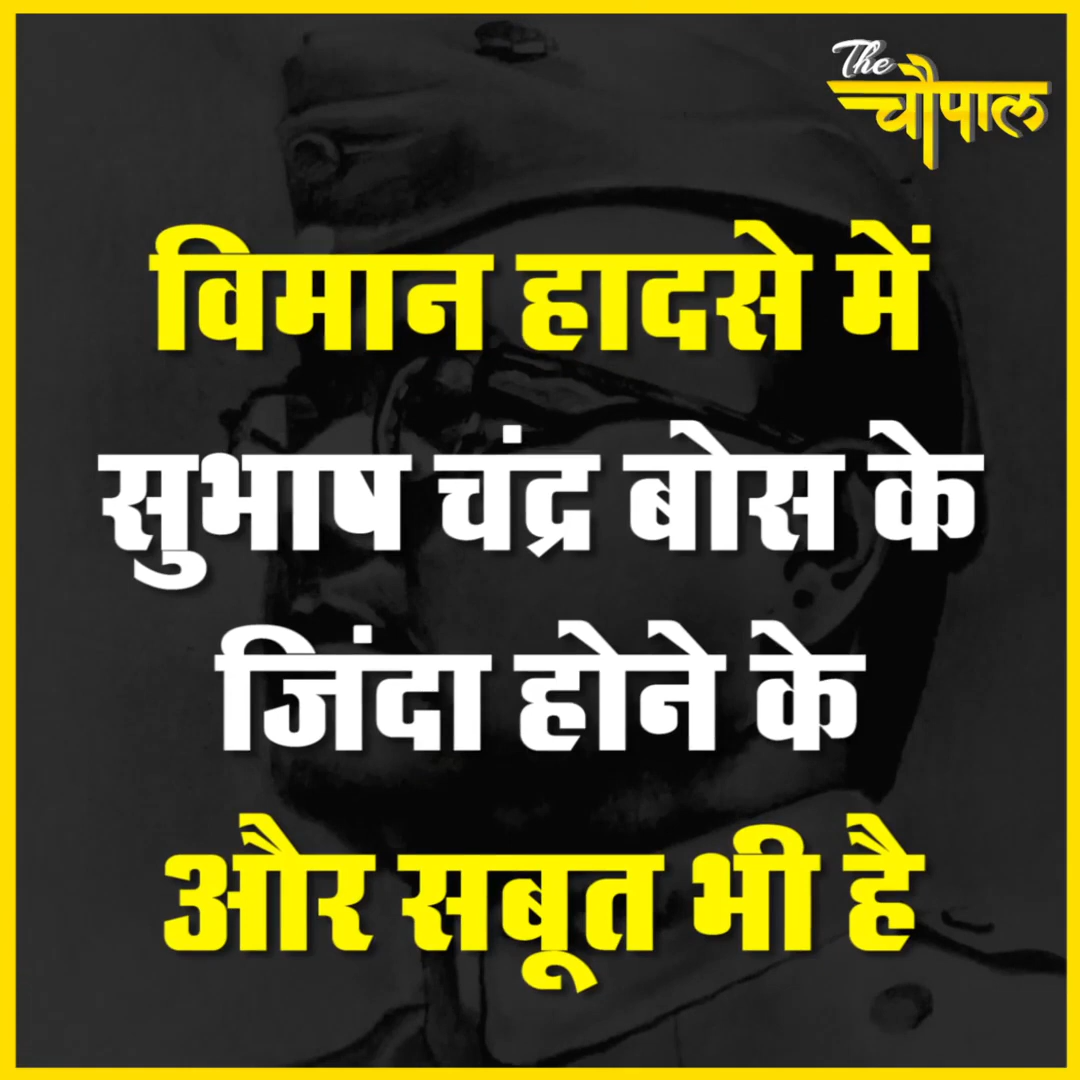 The
चौपाल
विमान हादसे में
सुभाष चंद्र बोस के
जिंदा होने के
और सबूत भी है